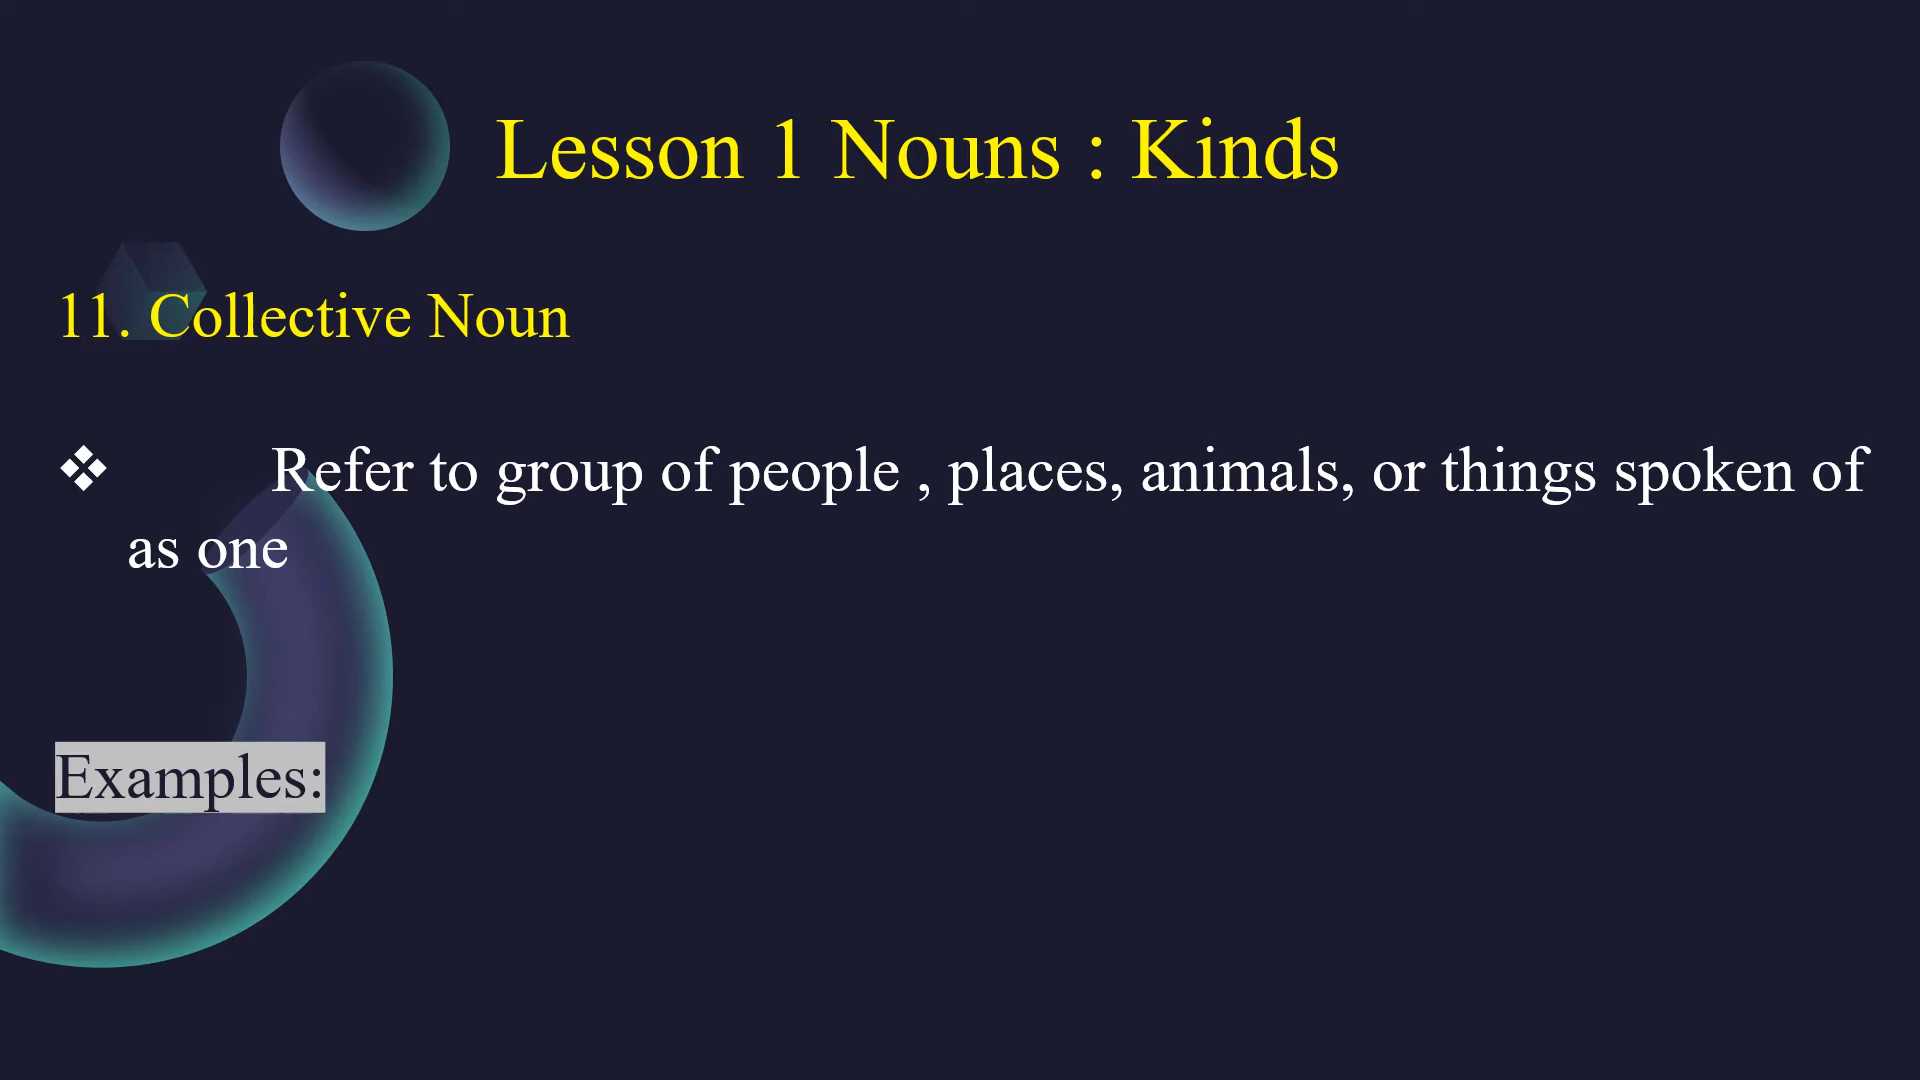 Lesson 1 Nouns : Kinds
11. Collective Noun
❖ Refer to group of people , places, animals, or things spoken of
as one
Examples: